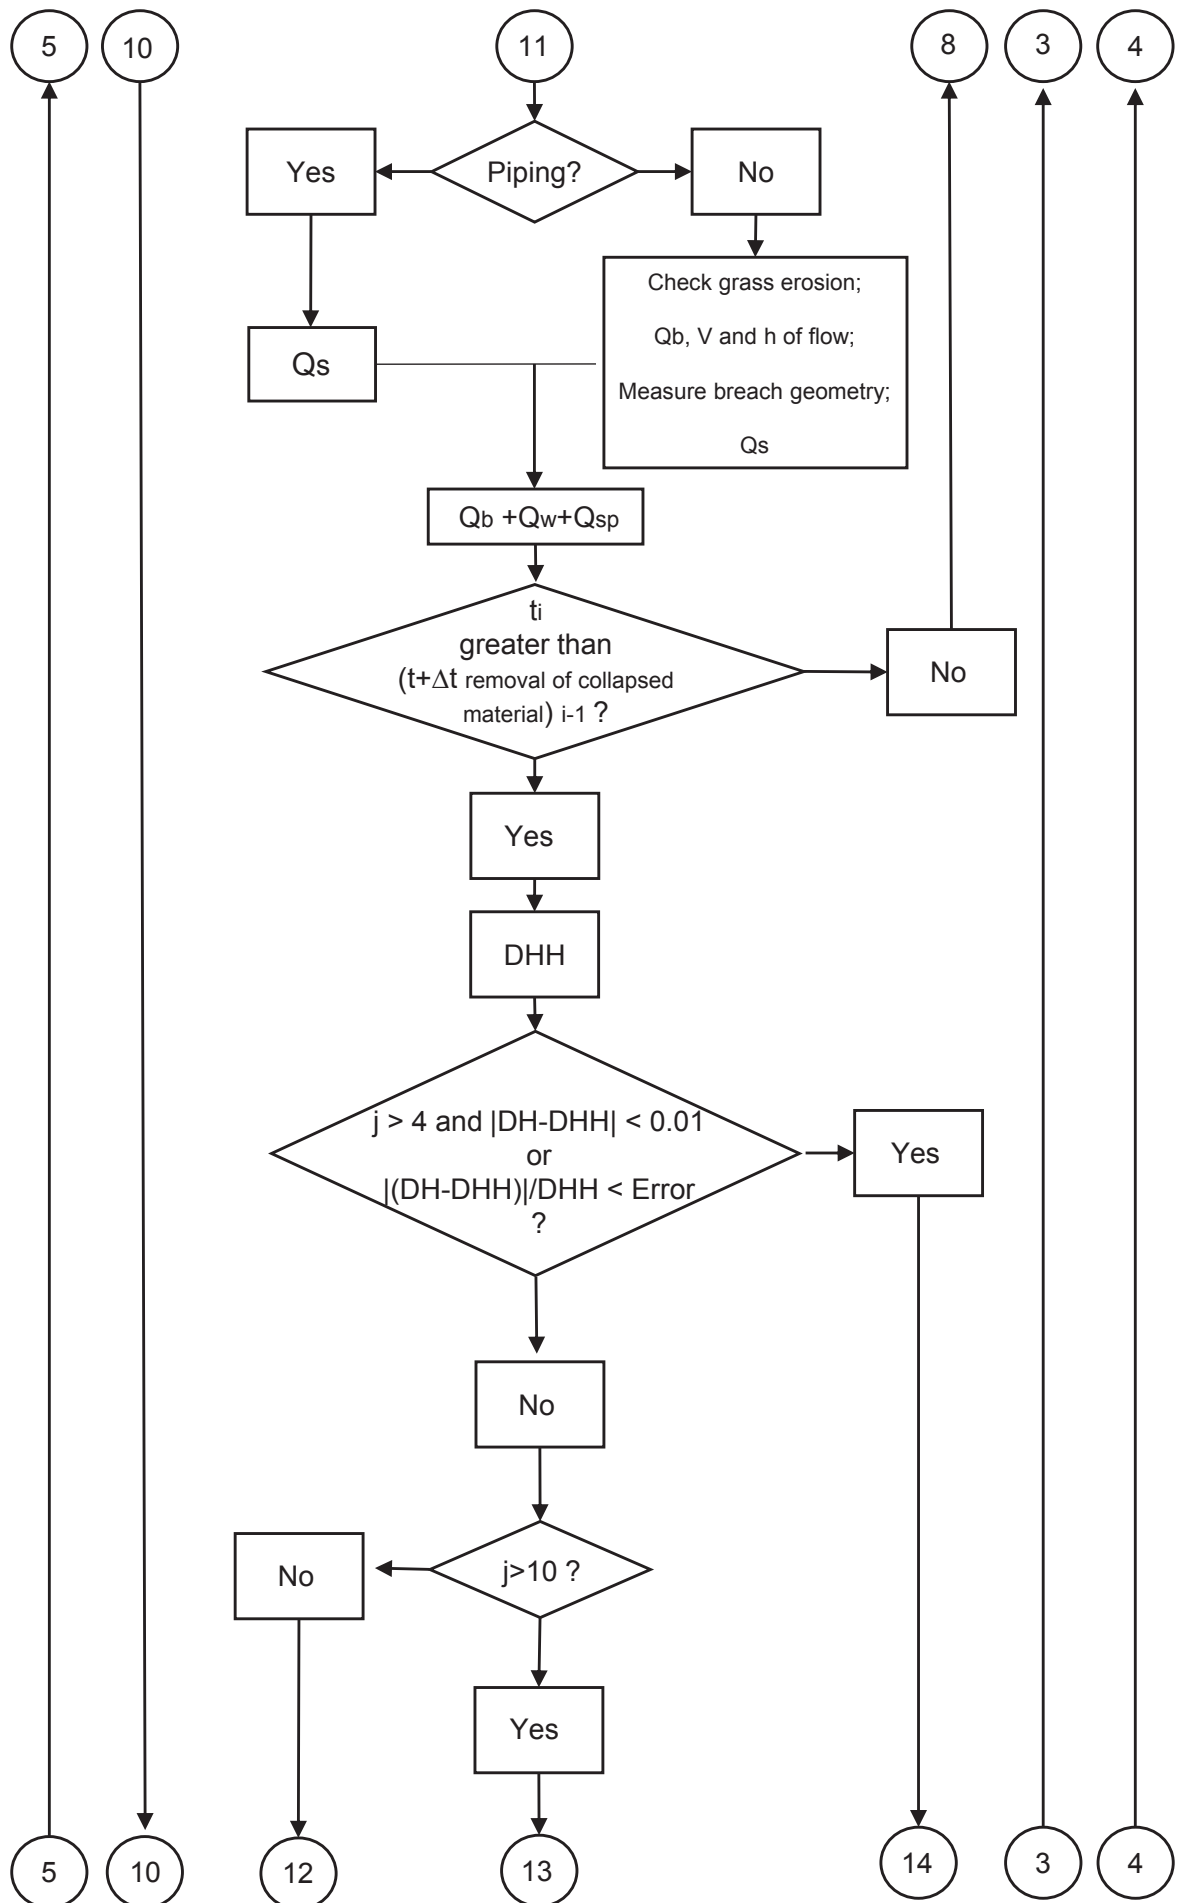 5
10
11
8
3
4
Yes
Piping?
No
Check grass erosion;
Qb, V and h of flow;
Measure breach geometry;
Qs
Qs
Qb +Qw+Qsp
ti
greater than
(t+Δt removal of collapsed
material) i-1 ?
No
Yes
DHH
j > 4 and |DH-DHH| < 0.01
or
|(DH-DHH)|/DHH < Error
?
Yes
No
j>10 ?
No
Yes
5
10
12
13
14
3
4